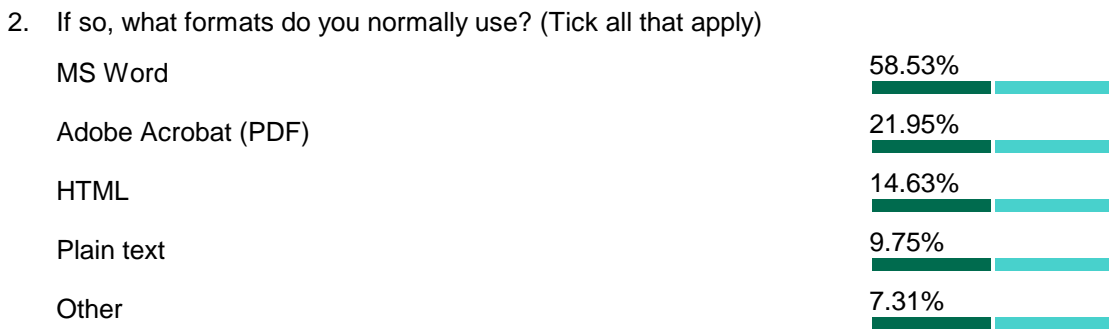 2. If so, what formats do you normally use? (Tick all that apply)
MS Word 58.53%
Adobe Acrobat (PDF) 21.95%
HTML 14.63%
Plain text 9.75%
Other 7.31%